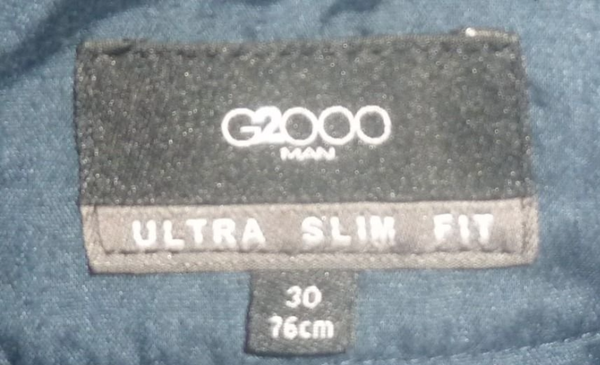 G2000
MAN
ULTRA SLIM FIT
30
76cm